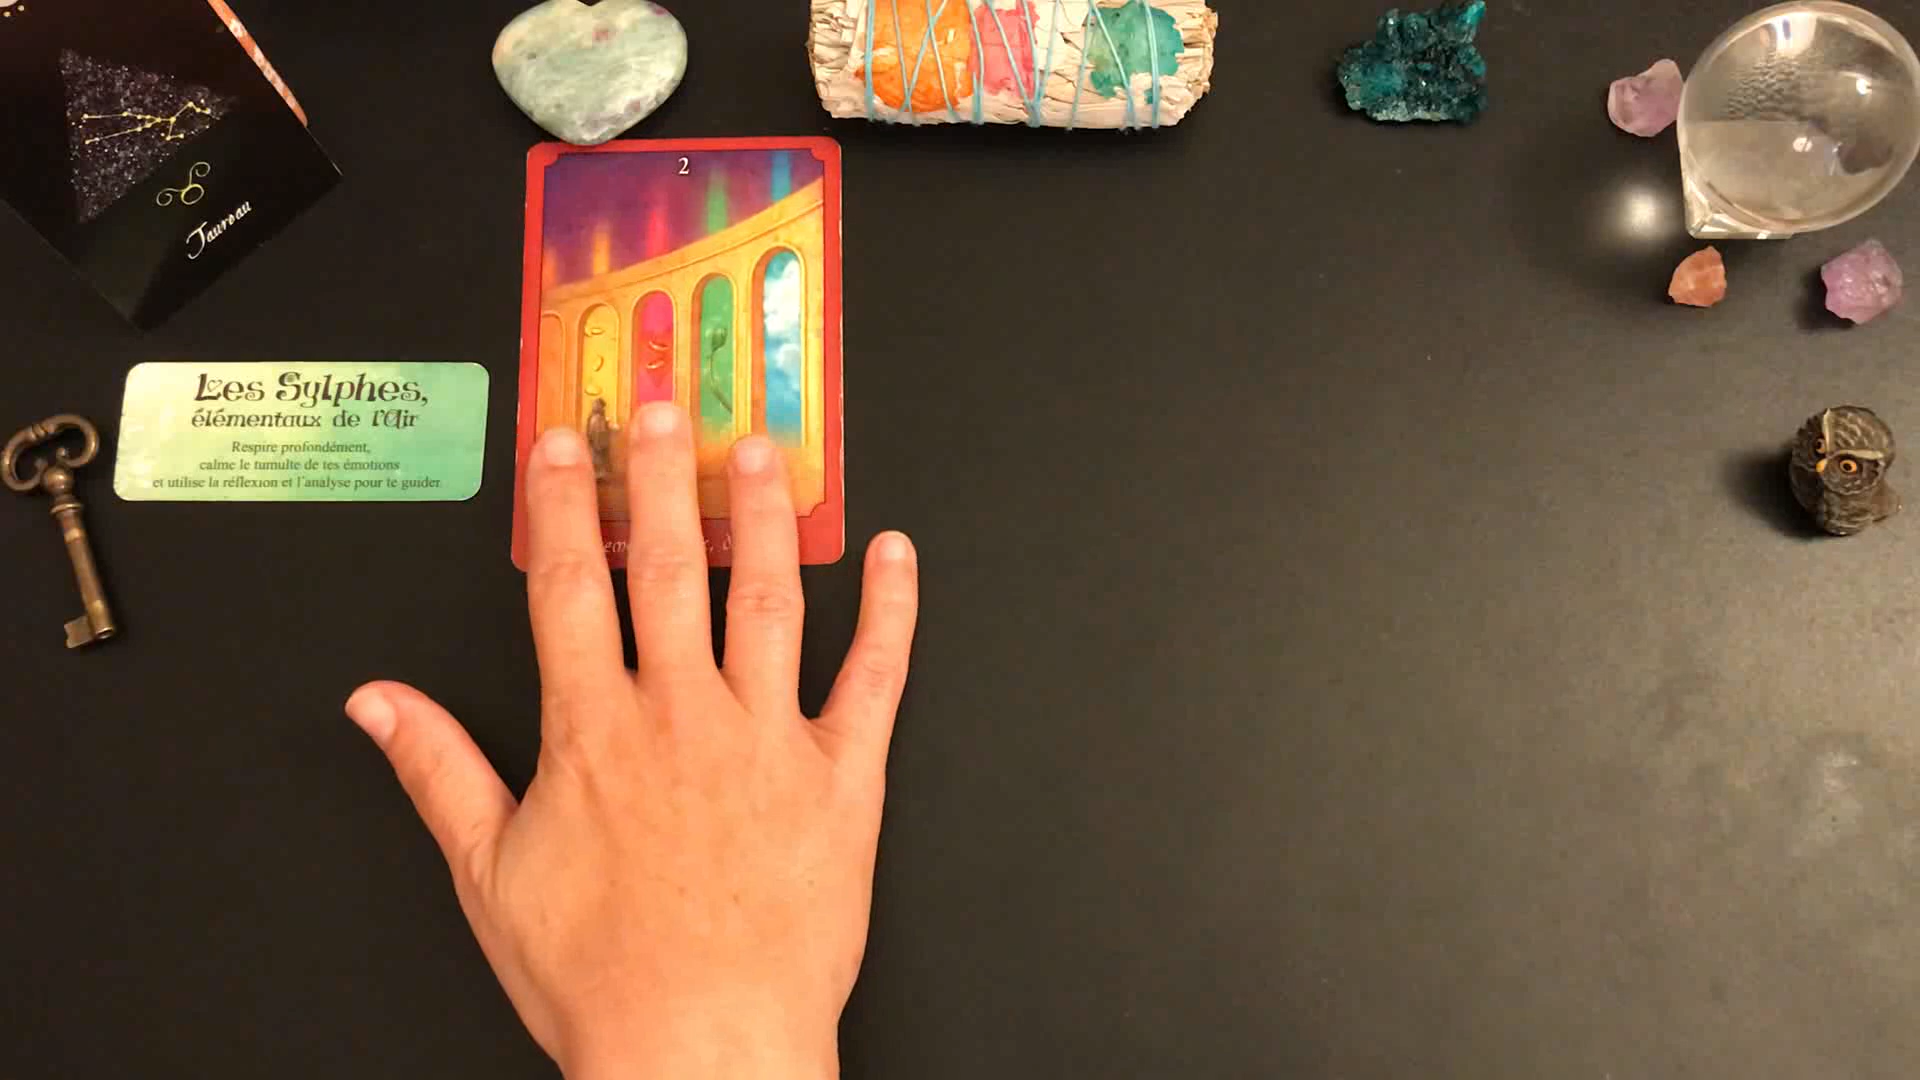 Taureau
2
Les Sylphes,
élémentaux de l'Air
Respire profondément,
calme le tumulte de tes émotions
et utilise la réflexion et l'analyse pour te guider